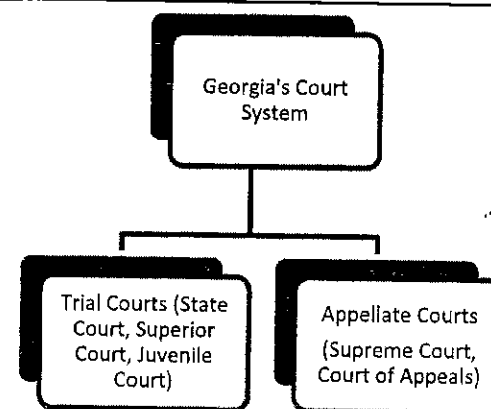 Georgia's Court
System
Trial Courts (State
Court, Superior
Court, Juvenile
Court)
Appellate Courts
(Supreme Court,
Court of Appeals)